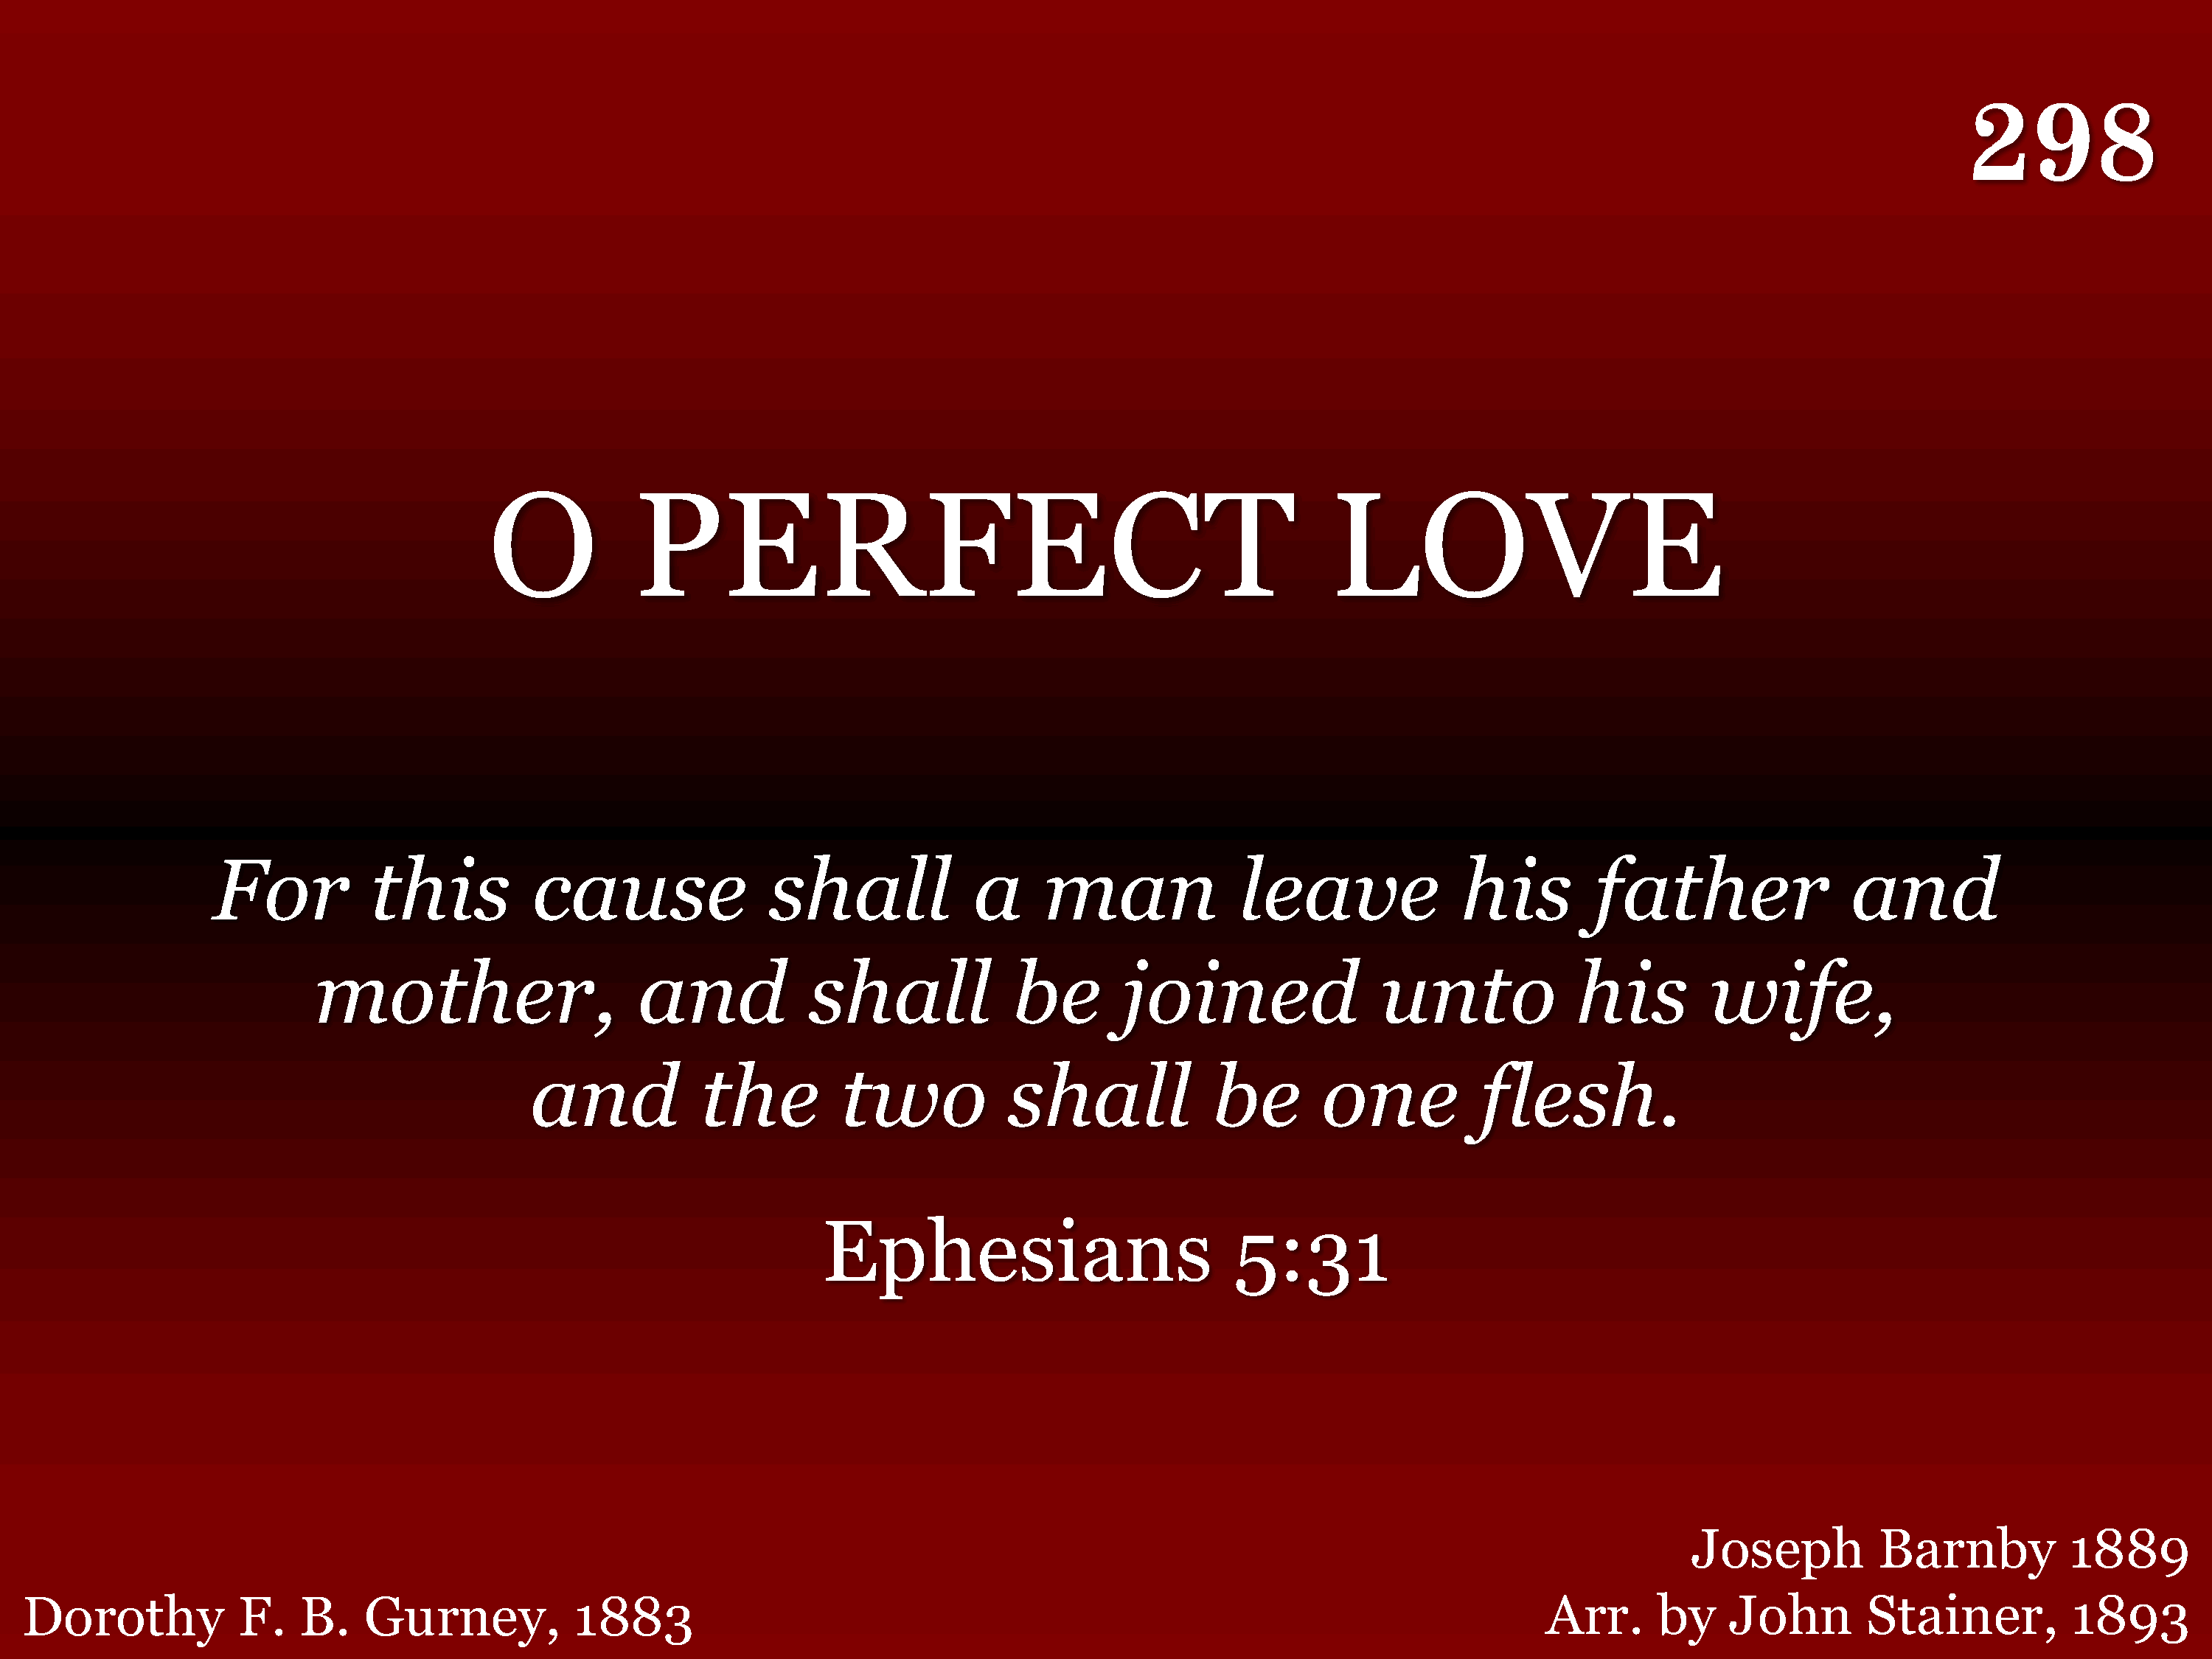 298
O PERFECT LOVE
For this cause shall a man leave his father and
mother, and shall be joined unto his wife,
and the two shall be one flesh.
Ephesians 5:31
Joseph Barnby 1889
Dorothy F. B. Gurney, 1883
Arr. by John Stainer, 1893